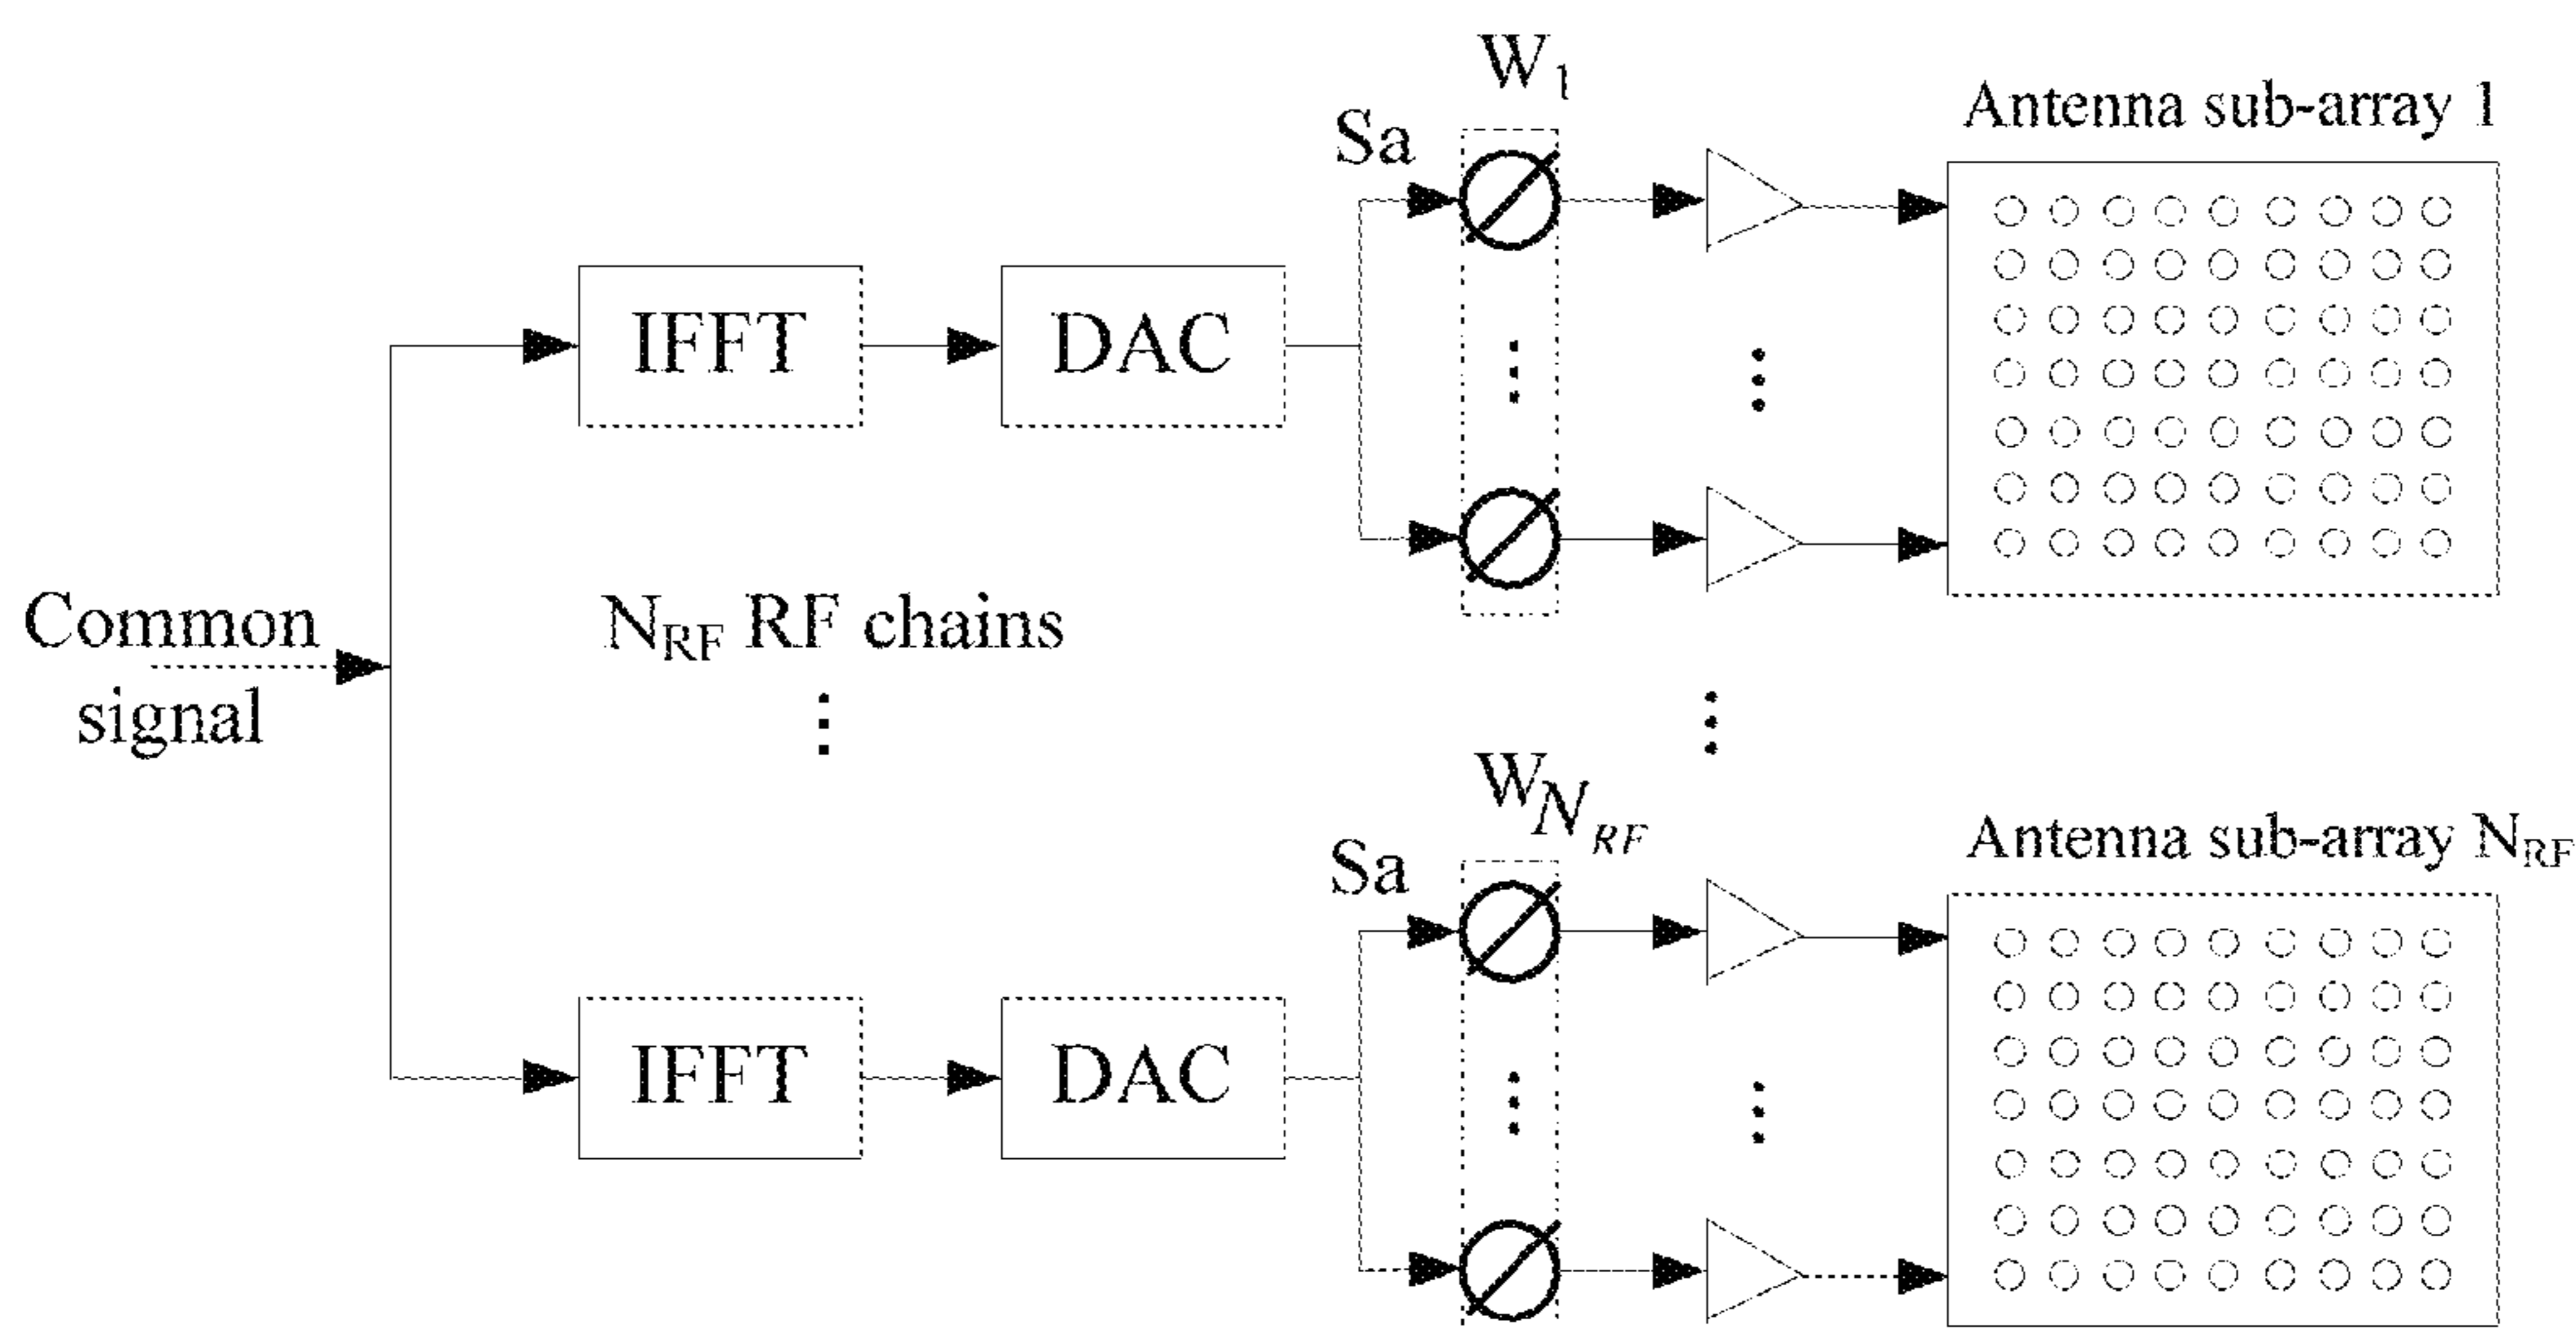 W1
Antenna sub-array 1
Sa
IFFT
DAC
Common
signal
NRF RF chains
WNRF
Antenna sub-array NRF
Sa
IFFT
DAC